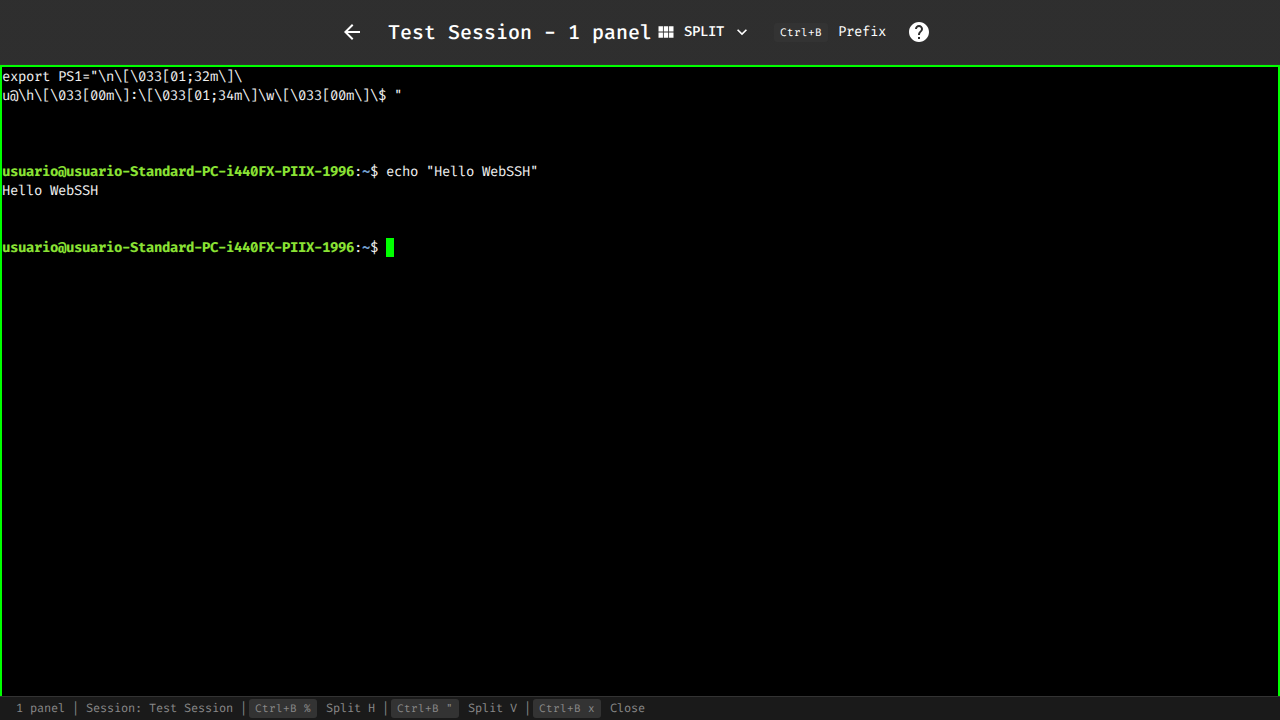 Test Session - 1 panel SPLIT Ctrl+B Prefix
export PS1="\n\[\033[01;32m\]\
u@\h\[\033[00m\]:\[\033[01;34m\]\w\[\033[00m\]\$ "
usuario@usuario-Standard-PC-i440FX-PIIX-1996:~$ echo "Hello WebSSH"
Hello WebSSH
usuario@usuario-Standard-PC-i440FX-PIIX-1996:~$
1 panel | Session: Test Session | Ctrl+B % Split H | Ctrl+B " Split V | Ctrl+B x Close